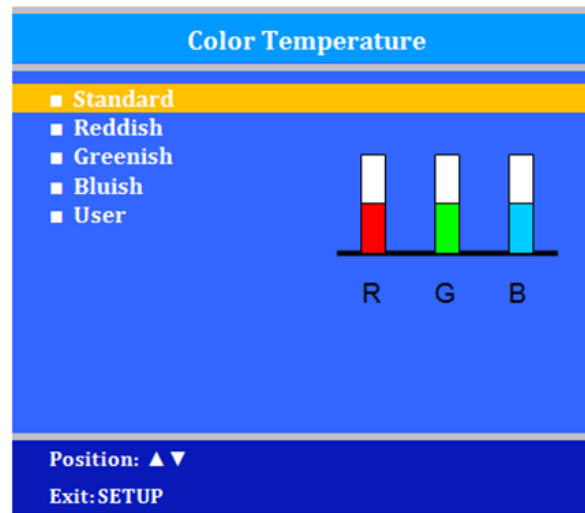 Color Temperature
■ Standard
■ Reddish
■ Greenish
■ Bluish
■ User
R G B
Position: ▲▼
Exit: SETUP